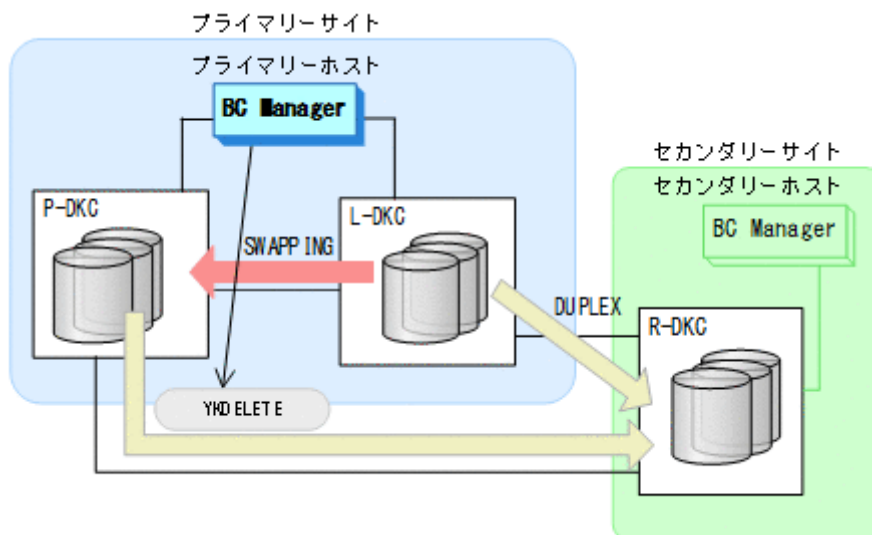 プライマリーサイト
プライマリーホスト
BC Manager
セカンダリーサイト
セカンダリーホスト
P-DKC
L-DKC
BC Manager
SWAPPING
DUPLEX
R-DKC
YKDELETE